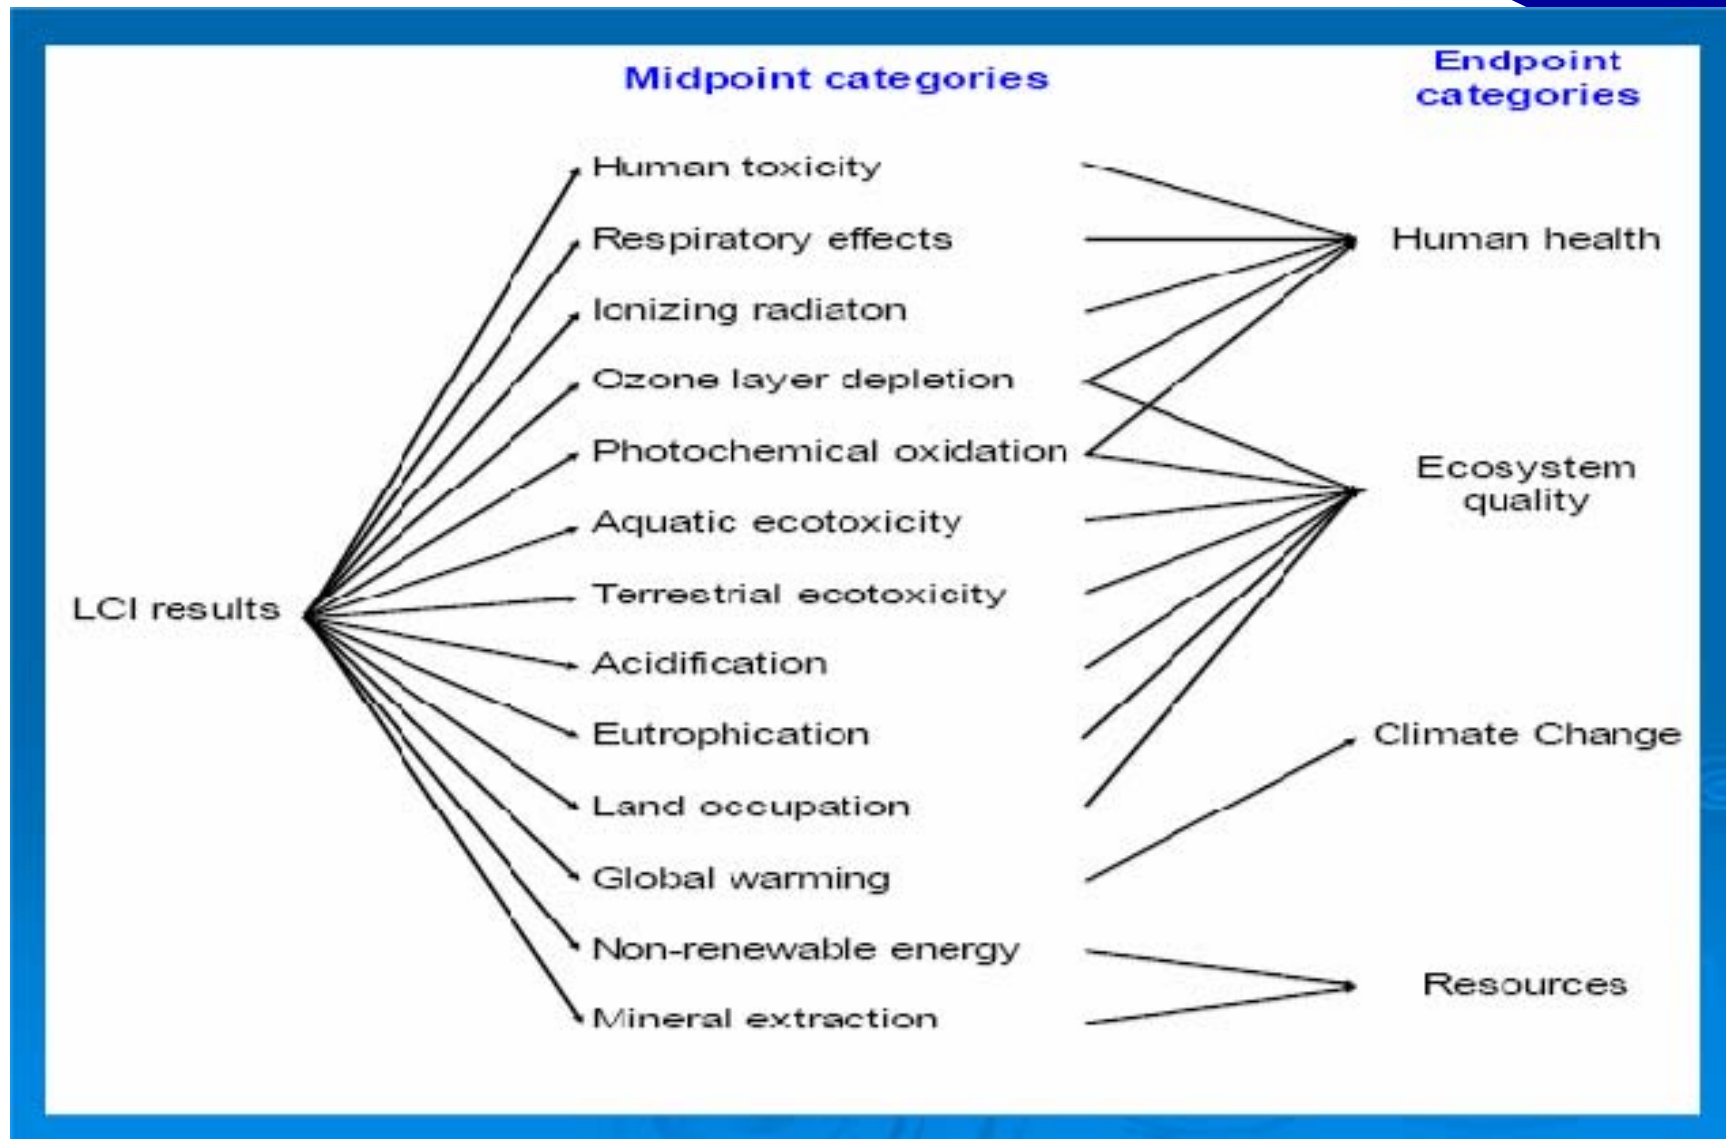 Midpoint categories
Endpoint
categories
Human toxicity
Respiratory effects
Ionizing radiaton
Ozone layer depletion
Photochemical oxidation
Aquatic ecotoxicity
Terrestrial ecotoxicity
Acidification
Eutrophication
Land occupation
Global warming
Non-renewable energy
Mineral extraction
LCI results
Human health
Ecosystem
quality
Climate Change
Resources